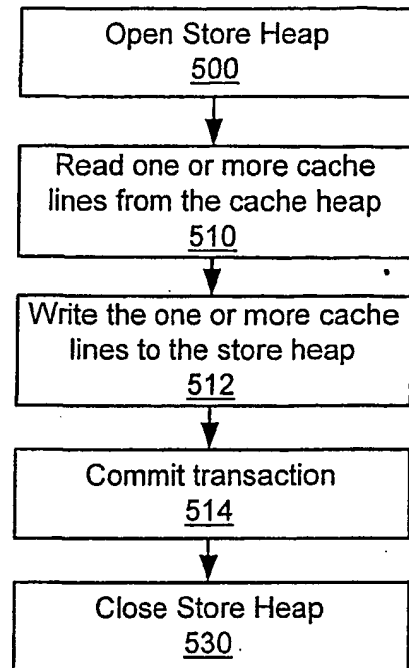 Open Store Heap
500
Read one or more cache
lines from the cache heap
510
Write the one or more cache
lines to the store heap
512
Commit transaction
514
Close Store Heap
530